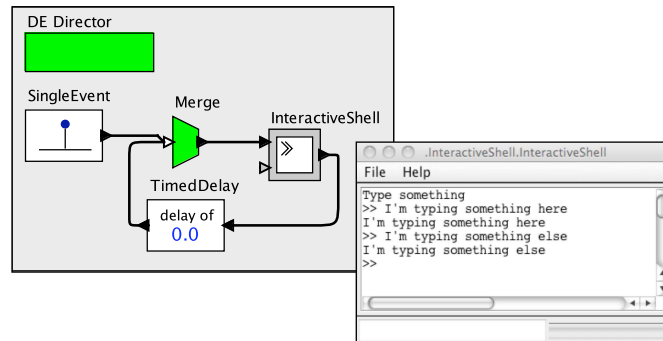 DE Director
SingleEvent
Merge
InteractiveShell
TimedDelay
delay of
0.0
.InteractiveShell.InteractiveShell
File Help
Type something
>> I'm typing something here
I'm typing something here
>> I'm typing something else
I'm typing something else
>>